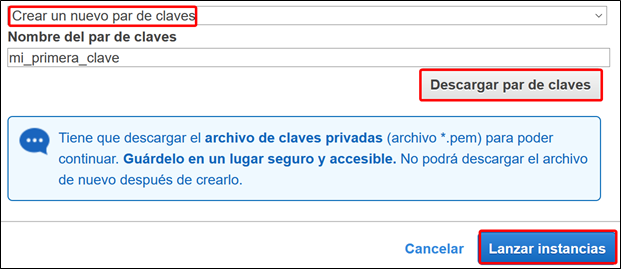 Crear un nuevo par de claves
Nombre del par de claves
mi_primera_clave
Descargar par de claves
Tiene que descargar el archivo de claves privadas (archivo *.pem) para poder
continuar. Guárdelo en un lugar seguro y accesible. No podrá descargar el archivo
de nuevo después de crearlo.
Cancelar
Lanzar instancias